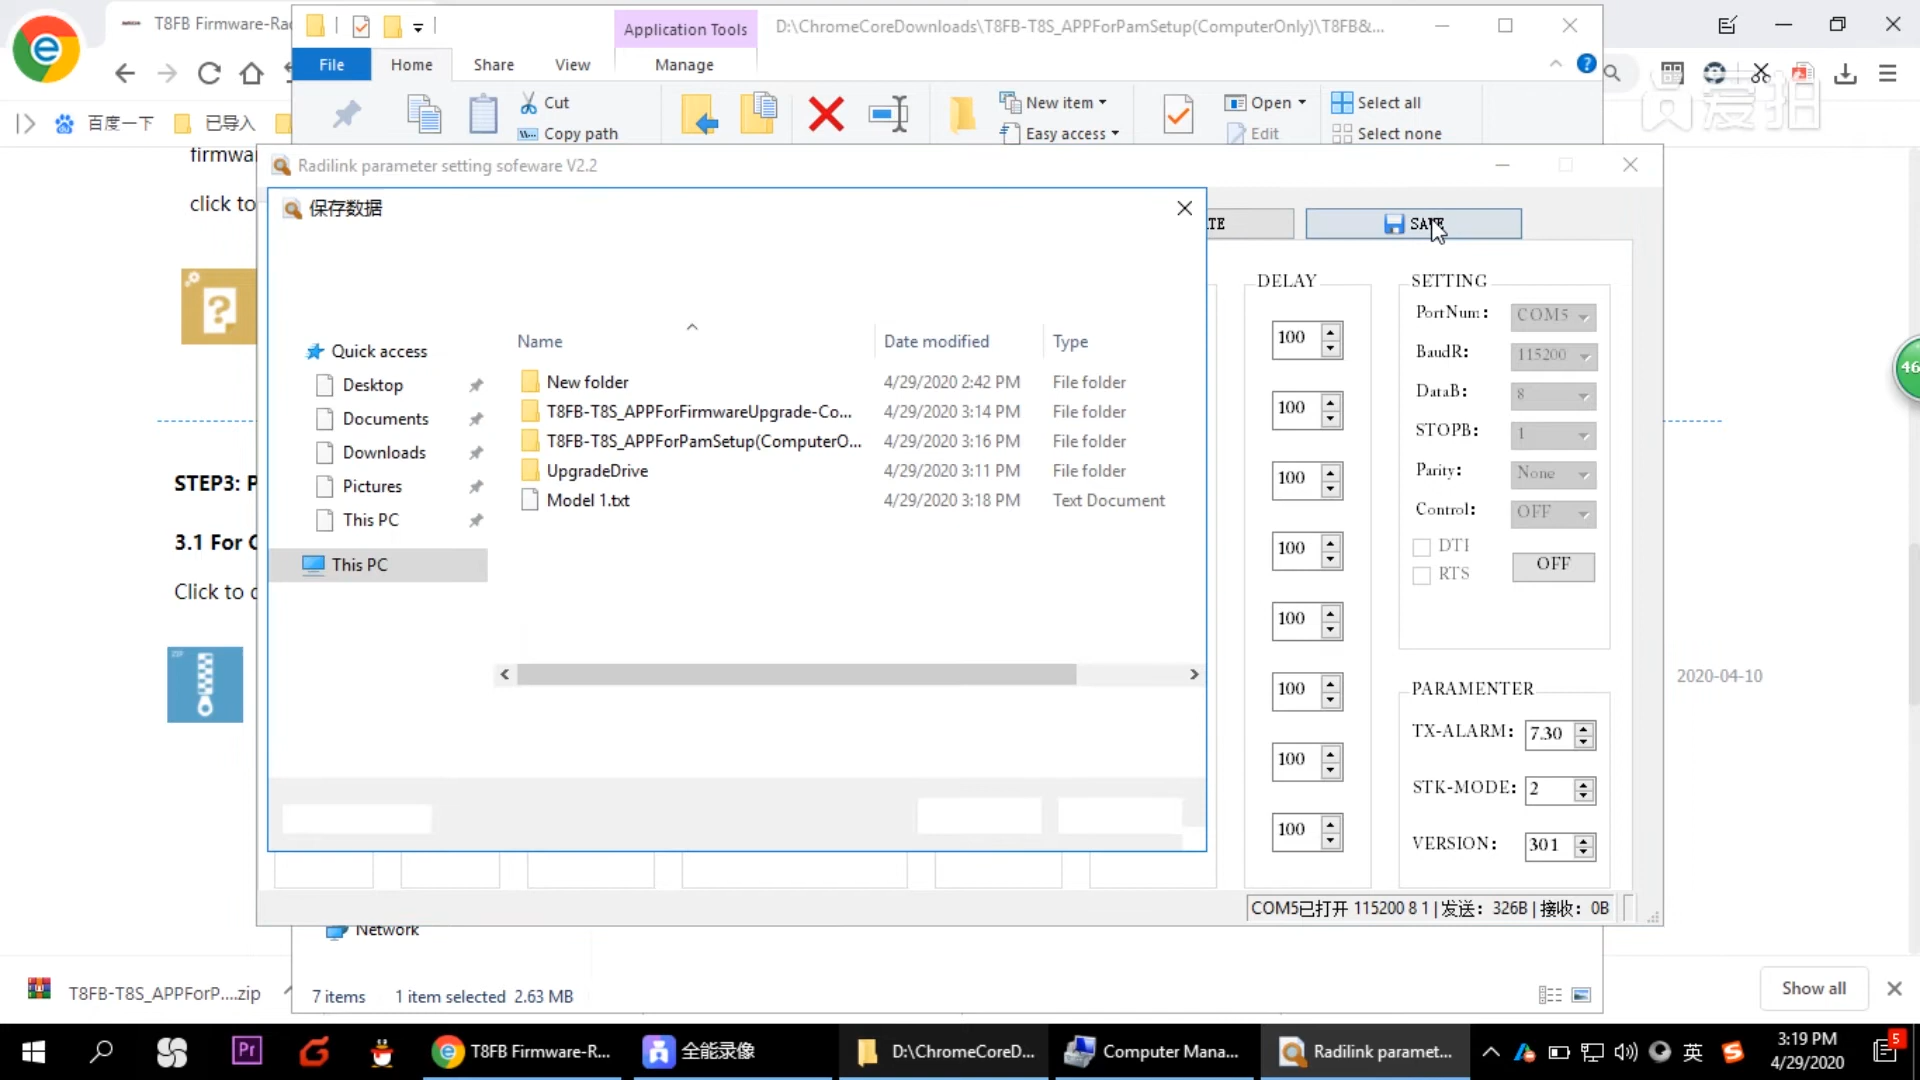 T8FB Firmware-Rad
Application Tools
D:\ChromeCoreDownloads\T8FB-T8S_APPForPamSetup(ComputerOnly)\T8FB&...
File
Home
Share
View
Manage
百度一下
已导入
Cut
Copy path
New item
Easy access
Open
Edit
Select all
Select none
爱拍
firmwa
click to
Radilink parameter setting sofeware V2.2
保存数据
SAVE
Quick access
Desktop
Documents
Downloads
Pictures
This PC
This PC
Name
Date modified
Type
New folder
4/29/2020 2:42 PM
File folder
T8FB-T8S_APPForFirmwareUpgrade-Co...
4/29/2020 3:14 PM
File folder
T8FB-T8S_APPForPamSetup(ComputerO...
4/29/2020 3:16 PM
File folder
UpgradeDrive
4/29/2020 3:11 PM
File folder
Model 1.txt
4/29/2020 3:18 PM
Text Document
DELAY
100
100
100
100
100
100
100
100
SETTING
PortNum: COM5
BaudR: 115200
DataB: 8
STOPB: 1
Parity: None
Control: OFF
DTI
RTS
OFF
PARAMENTER
TX-ALARM: 7.30
STK-MODE: 2
VERSION: 301
46
STEP3: P
3.1 For C
Click to
ZIP
2020-04-10
COM5已打开 115200 8 1 | 发送: 326B | 接收: 0B
Network
7 items
1 item selected 2.63 MB
T8FB-T8S_APPForP....zip
Show all
Pr
T8FB Firmware-R...
全能录像
D:\ChromeCoreD...
Computer Mana...
Radilink paramet...
英
3:19 PM
4/29/2020
5